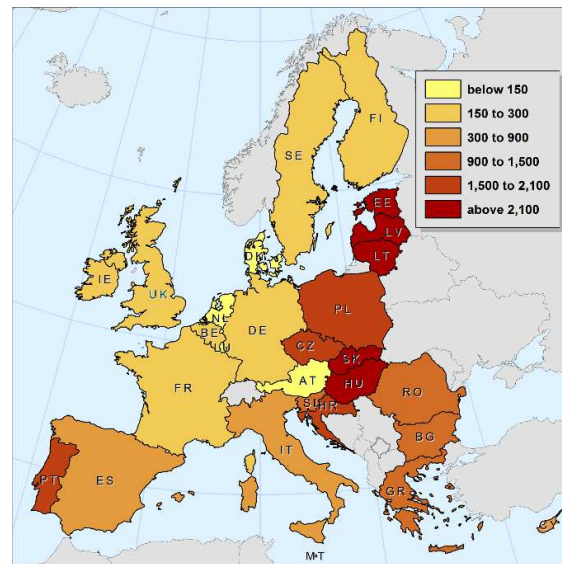 below 150
150 to 300
300 to 900
900 to 1,500
1,500 to 2,100
above 2,100
FI
SE
EE
LV
LT
DK
IE
UK
NL
BE
LU
DE
PL
CZ
SK
AT
HU
FR
SI
HR
RO
IT
BG
PT
ES
GR
C
MT